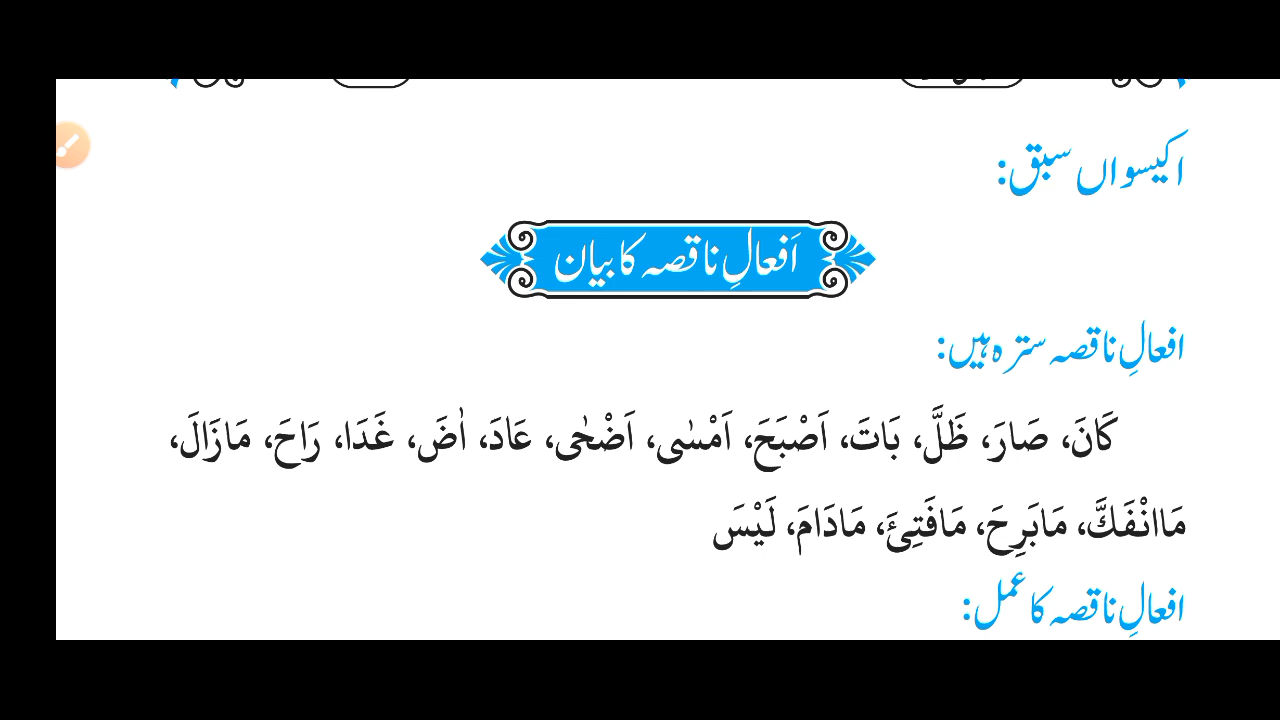 اکیسواں سبق:
اَفعالِ ناقصہ کا بیان
افعالِ ناقصہ سترہ ہیں:
کَانَ، صَارَ، ظَلَّ، بَاتَ، اَصْبَحَ، اَمْسٰی، اَضْحٰی، عَادَ، اٰضَ، غَدَا، رَاحَ، مَازَالَ،
مَاانْفَكَّ، مَابَرِحَ، مَافَتِیَٔ، مَادَامَ، لَیْسَ
افعالِ ناقصہ کا عمل: